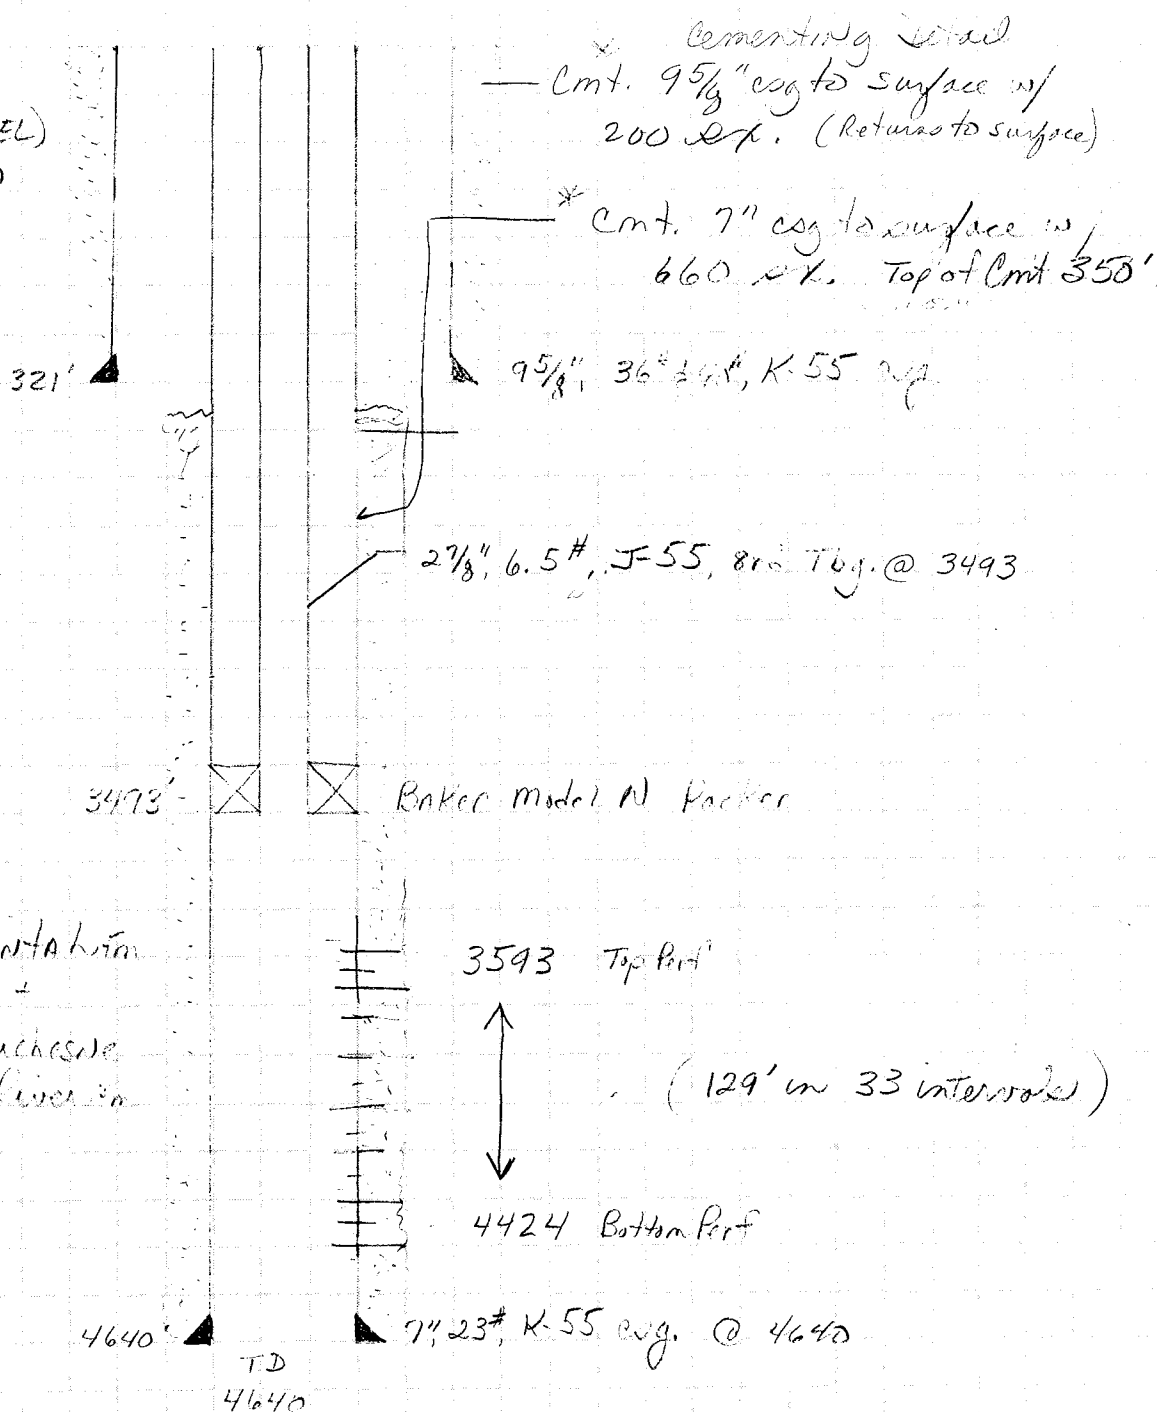 Cementing Detail
Cmt. 9 5/8" csg to surface w/
EL)
200 sx. (Returns to surface)
* Cmt. 7" csg to surface w/
660 sx. Top of Cmt 350'
321'
9 5/8", 36#, K-55 csg
2 7/8", 6.5#, J-55, 8rd Tbg. @ 3493
3493'
Baker Model N Packer
3593 Top Perf
(129' in 33 intervals)
4424 Bottom Perf
4640'
7", 23#, K-55 csg. @ 4640
TD
4640